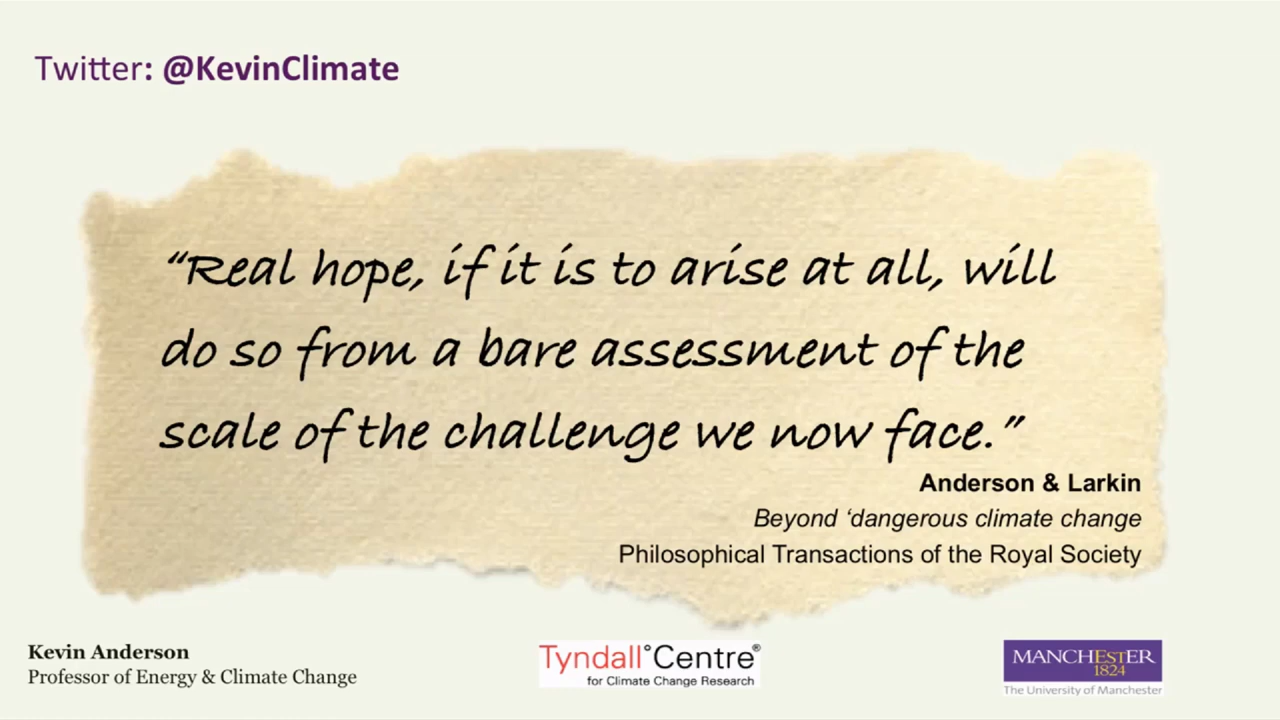 Twitter: @KevinClimate
“Real hope, if it is to arise at all, will
do so from a bare assessment of the
scale of the challenge we now face.”
Anderson & Larkin
Beyond ‘dangerous climate change
Philosophical Transactions of the Royal Society
Kevin Anderson
Professor of Energy & Climate Change
Tyndall°Centre®
for Climate Change Research
MANCHESTER
1824
The University of Manchester